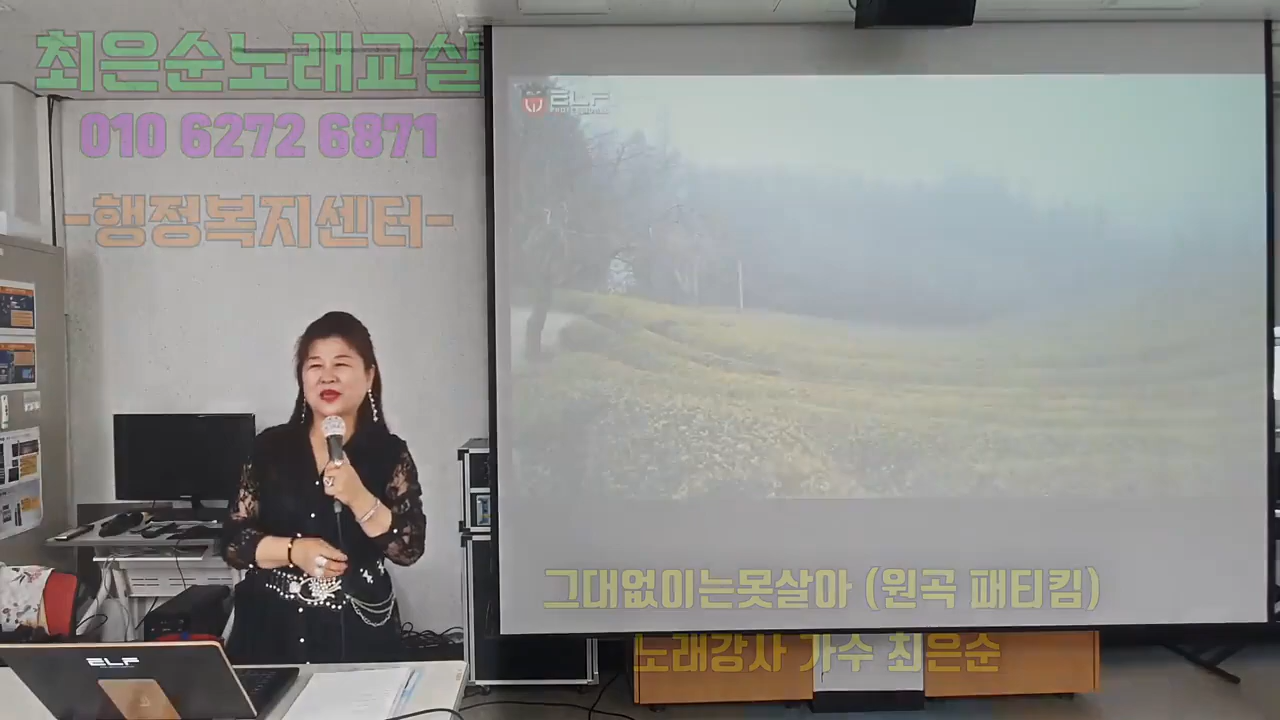 최은순노래교실
010 6272 6871
-행정복지센터-
ELF
그대없이는못살아 (원곡 패티킴)
노래강사 가수 최은순
ELF